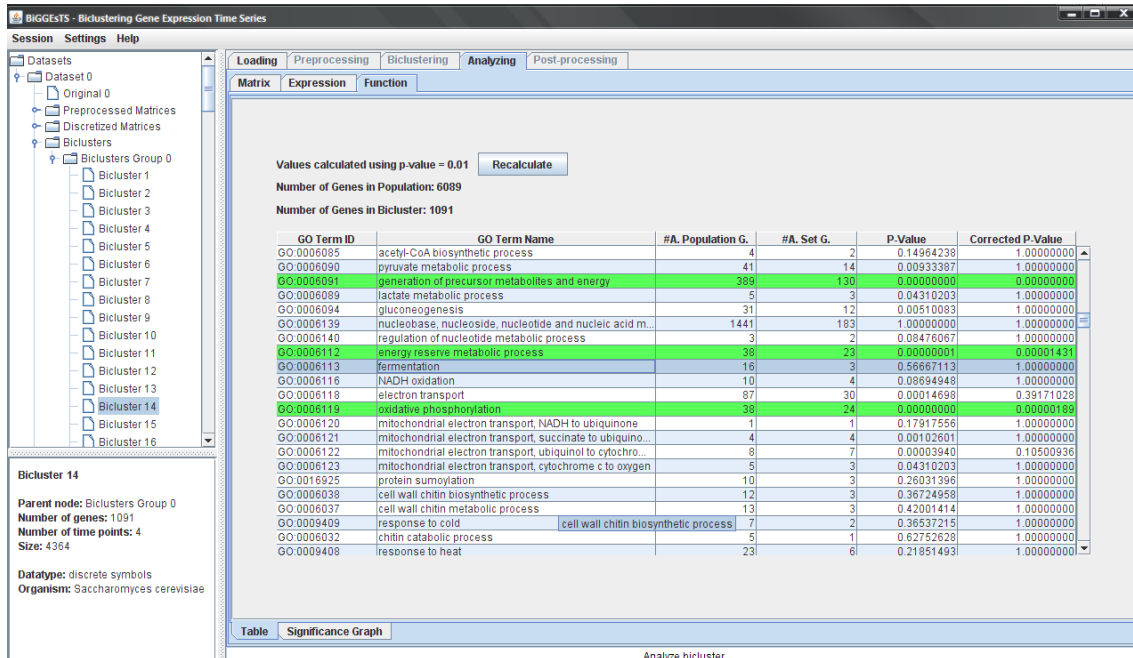 BiGGEsTS - Biclustering Gene Expression Time Series
Session Settings Help
Datasets
Dataset 0
Original 0
Preprocessed Matrices
Discretized Matrices
Biclusters
Biclusters Group 0
Bicluster 1
Bicluster 2
Bicluster 3
Bicluster 4
Bicluster 5
Bicluster 6
Bicluster 7
Bicluster 8
Bicluster 9
Bicluster 10
Bicluster 11
Bicluster 12
Bicluster 13
Bicluster 14
Bicluster 15
Bicluster 16
Bicluster 14
Parent node: Biclusters Group 0
Number of genes: 1091
Number of time points: 4
Size: 4364
Datatype: discrete symbols
Organism: Saccharomyces cerevisiae
Loading Preprocessing Biclustering Analyzing Post-processing
Matrix Expression Function
Values calculated using p-value = 0.01 Recalculate
Number of Genes in Population: 6089
Number of Genes in Bicluster: 1091
GO Term ID GO Term Name #A. Population G. #A. Set G. P-Value Corrected P-Value
GO:0006085 acetyl-CoA biosynthetic process 4 2 0.14964238 1.00000000
GO:0006090 pyruvate metabolic process 41 14 0.00933387 1.00000000
GO:0006091 generation of precursor metabolites and energy 389 130 0.00000000 0.00000000
GO:0006089 lactate metabolic process 5 3 0.04310203 1.00000000
GO:0006094 gluconeogenesis 31 12 0.00510083 1.00000000
GO:0006139 nucleobase, nucleoside, nucleotide and nucleic acid m... 1441 183 1.00000000 1.00000000
GO:0006140 regulation of nucleotide metabolic process 3 2 0.08476067 1.00000000
GO:0006112 energy reserve metabolic process 38 23 0.00000001 0.00001431
GO:0006113 fermentation 16 3 0.56667113 1.00000000
GO:0006116 NADH oxidation 10 4 0.08694948 1.00000000
GO:0006118 electron transport 87 30 0.00014698 0.39171028
GO:0006119 oxidative phosphorylation 38 24 0.00000000 0.00000189
GO:0006120 mitochondrial electron transport, NADH to ubiquinone 1 1 0.17917556 1.00000000
GO:0006121 mitochondrial electron transport, succinate to ubiquino... 4 4 0.00102601 1.00000000
GO:0006122 mitochondrial electron transport, ubiquinol to cytochro... 8 7 0.00003940 0.10500936
GO:0006123 mitochondrial electron transport, cytochrome c to oxygen 5 3 0.04310203 1.00000000
GO:0016925 protein sumoylation 10 3 0.26031396 1.00000000
GO:0006038 cell wall chitin biosynthetic process 12 3 0.36724958 1.00000000
GO:0006037 cell wall chitin metabolic process 13 3 0.42001414 1.00000000
GO:0009409 response to cold cell wall chitin biosynthetic process 7 2 0.36537215 1.00000000
GO:0006032 chitin catabolic process 5 1 0.62752628 1.00000000
GO:0009408 response to heat 23 6 0.21851493 1.00000000
Table Significance Graph
Analyze bicluster